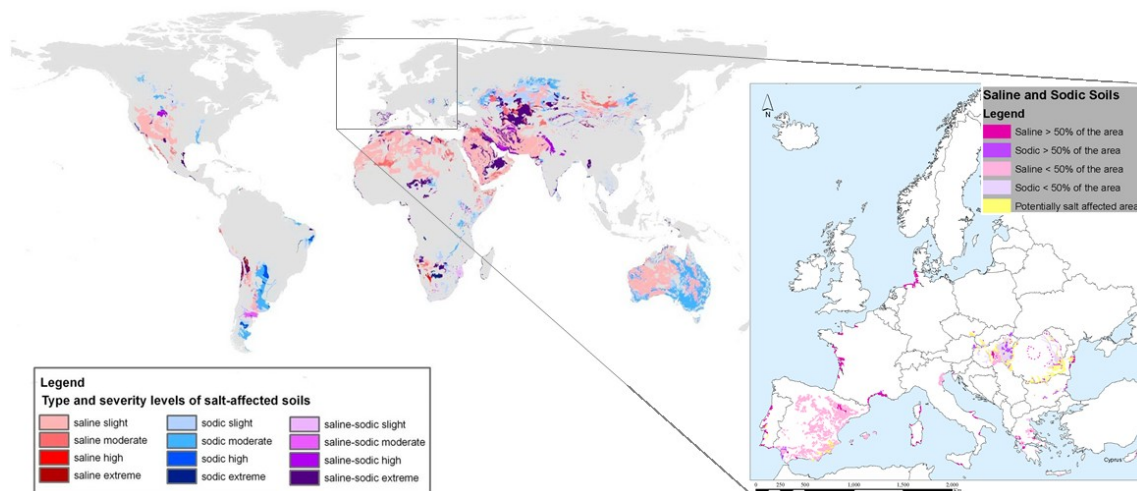 Legend
Type and severity levels of salt-affected soils
saline slight
saline moderate
saline high
saline extreme
sodic slight
sodic moderate
sodic high
sodic extreme
saline-sodic slight
saline-sodic moderate
saline-sodic high
saline-sodic extreme
N
Saline and Sodic Soils
Legend
Saline > 50% of the area
Sodic > 50% of the area
Saline < 50% of the area
Sodic < 50% of the area
Potentially salt affected area
Cyprus
0 250 500 1,000 1,500 2,000